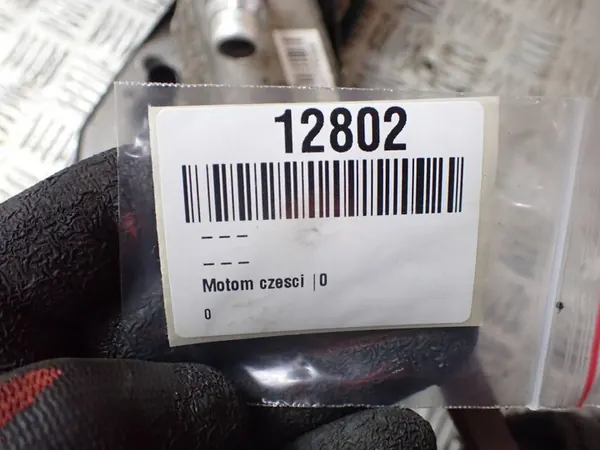 12802
---
---
Motom czesci |0
0